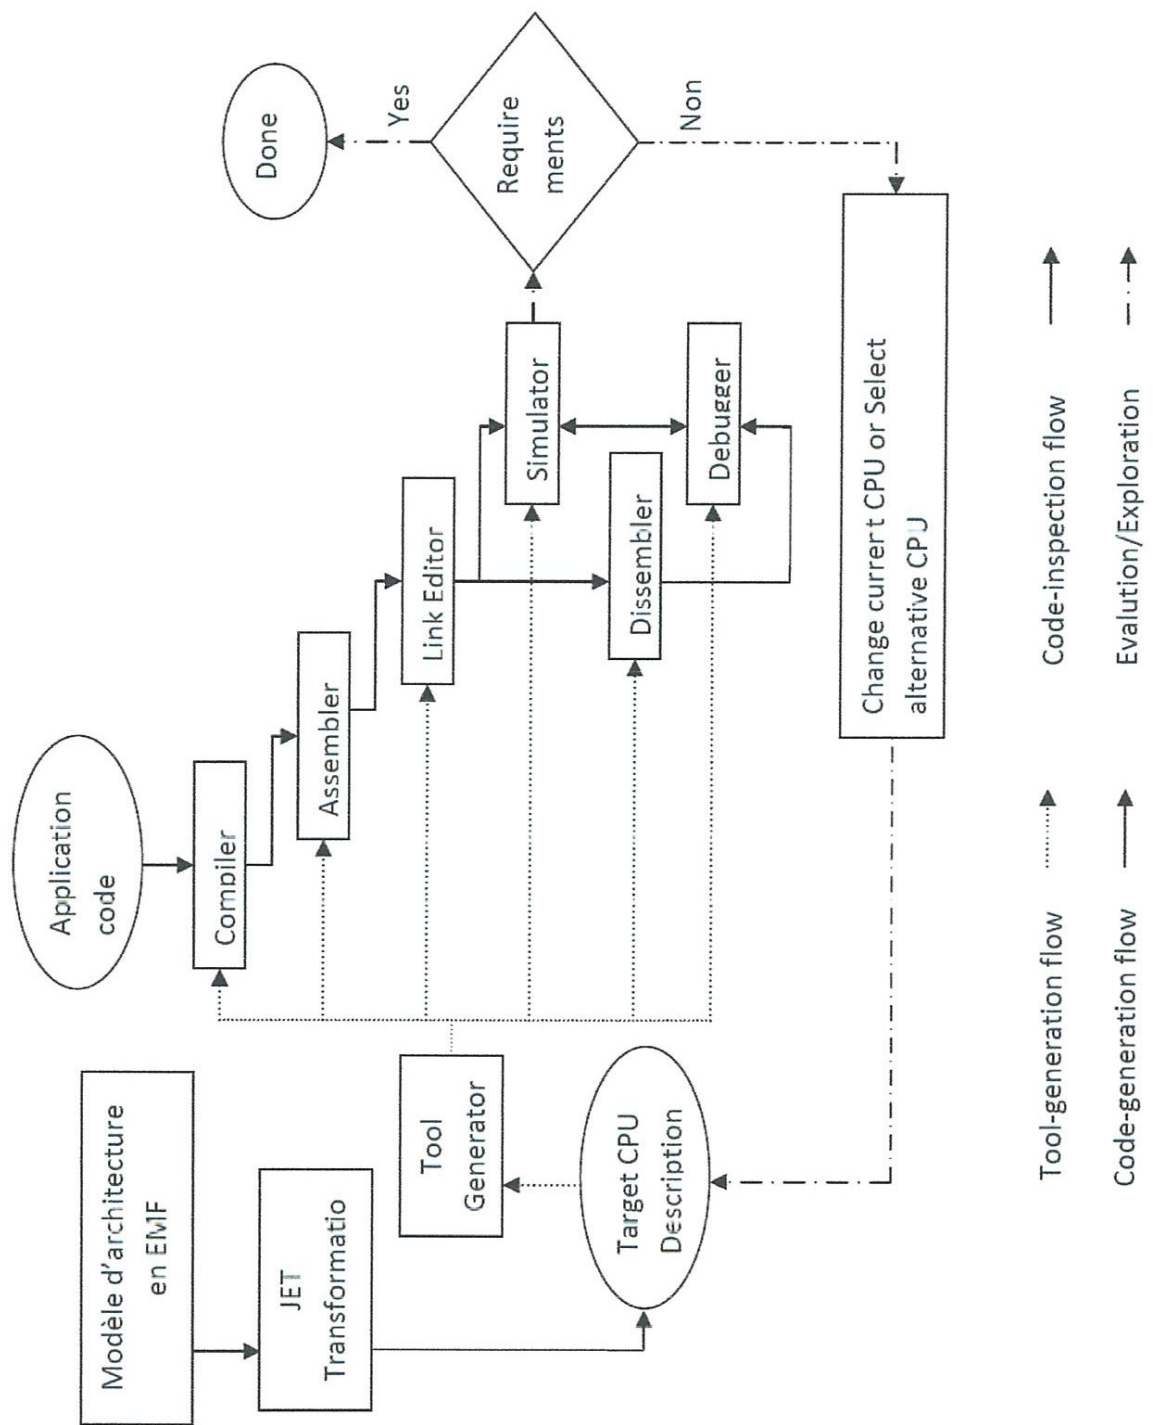 Modèle d'architecture
en EMF
JET
Transformatio
Tool
Generator
Target CPU
Description
Application
code
Compiler
Assembler
Link Editor
Simulator
Dissembler
Debugger
Require
ments
Yes
Done
Non
Change currert CPU or Select
alternative CPU
Tool-generation flow
Code-inspection flow
Code-generation flow
Evalution/Exploration